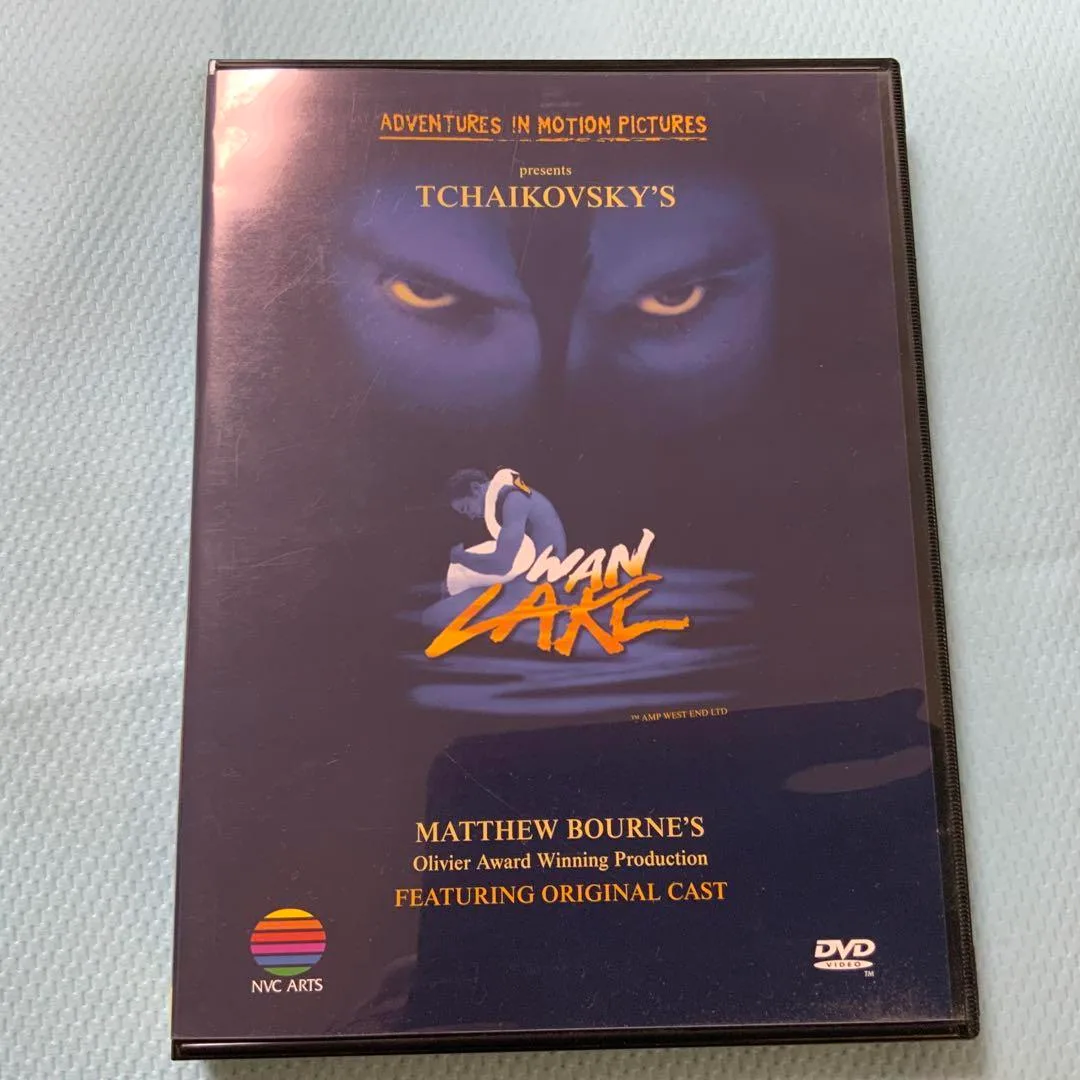 ADVENTURES IN MOTION PICTURES
presents
TCHAIKOVSKY'S
SWAN
LAKE
™ AMP WEST END LTD
MATTHEW BOURNE'S
Olivier Award Winning Production
FEATURING ORIGINAL CAST
NVC ARTS
DVD
VIDEO
™